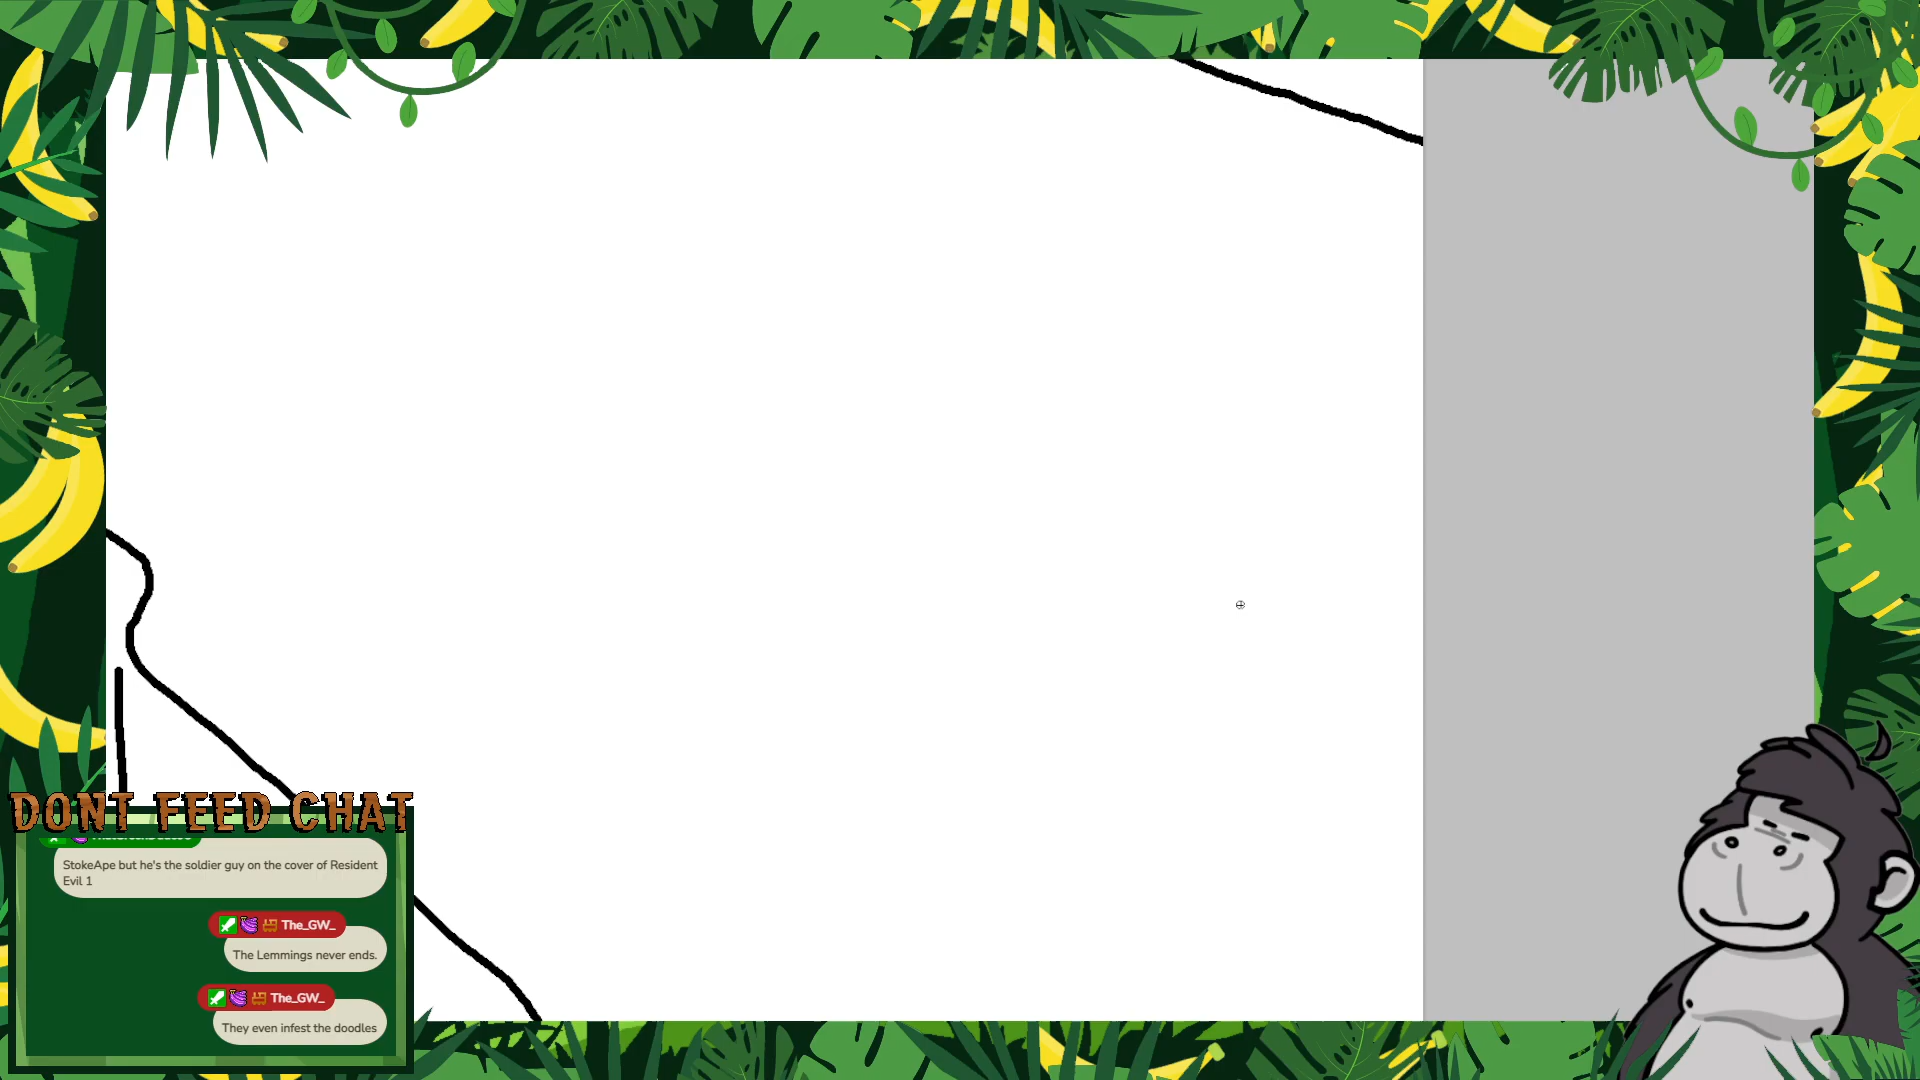 DONT FEED CHAT
StokeApe but he's the soldier guy on the cover of Resident
Evil 1
The_GW_
The Lemmings never ends.
The_GW_
They even infest the doodles